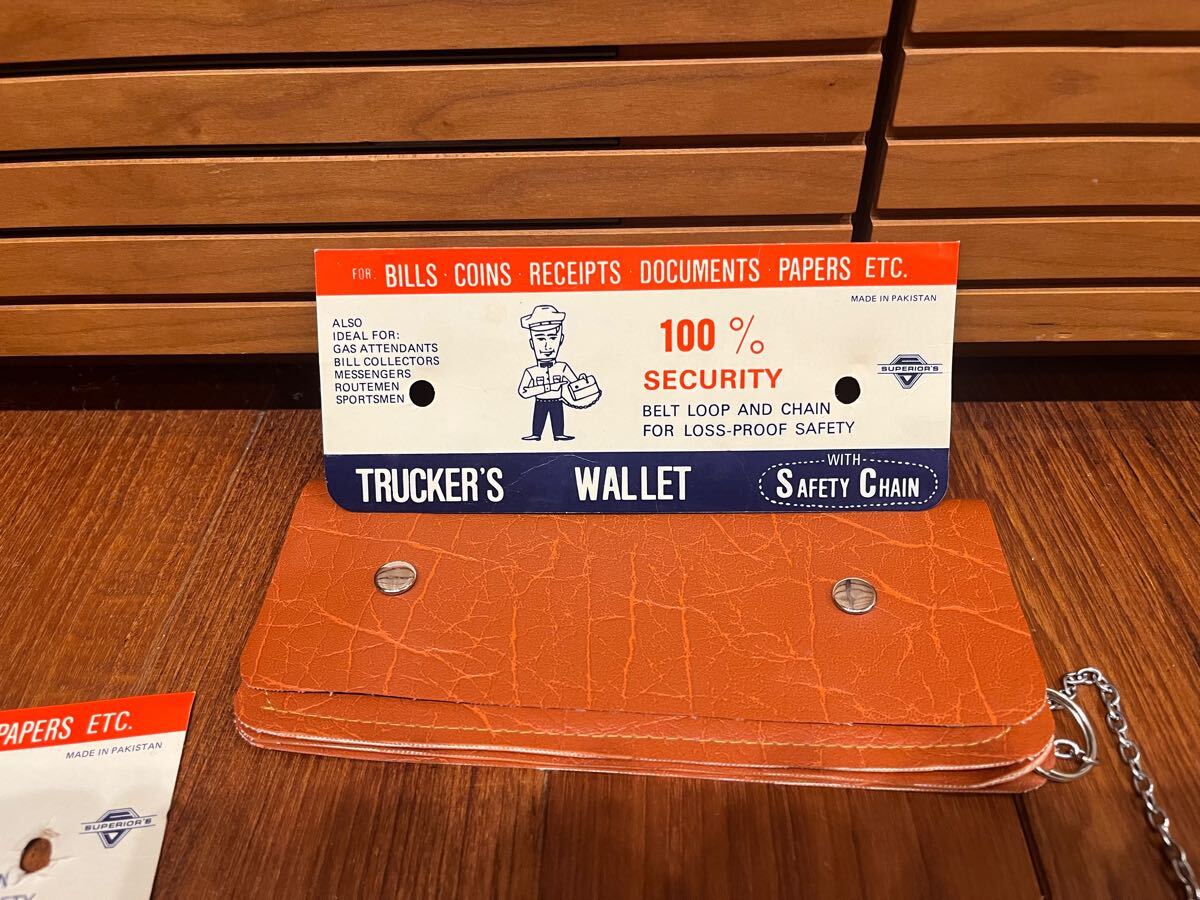 FOR. BILLS · COINS · RECEIPTS · DOCUMENTS · PAPERS ETC.
MADE IN PAKISTAN
ALSO
IDEAL FOR:
GAS ATTENDANTS
BILL COLLECTORS
MESSENGERS
ROUTEMEN
SPORTSMEN
100 %
SECURITY
BELT LOOP AND CHAIN
FOR LOSS-PROOF SAFETY
SUPERIOR'S
TRUCKER'S WALLET
WITH
SAFETY CHAIN
PAPERS ETC.
MADE IN PAKISTAN
SUPERIOR'S